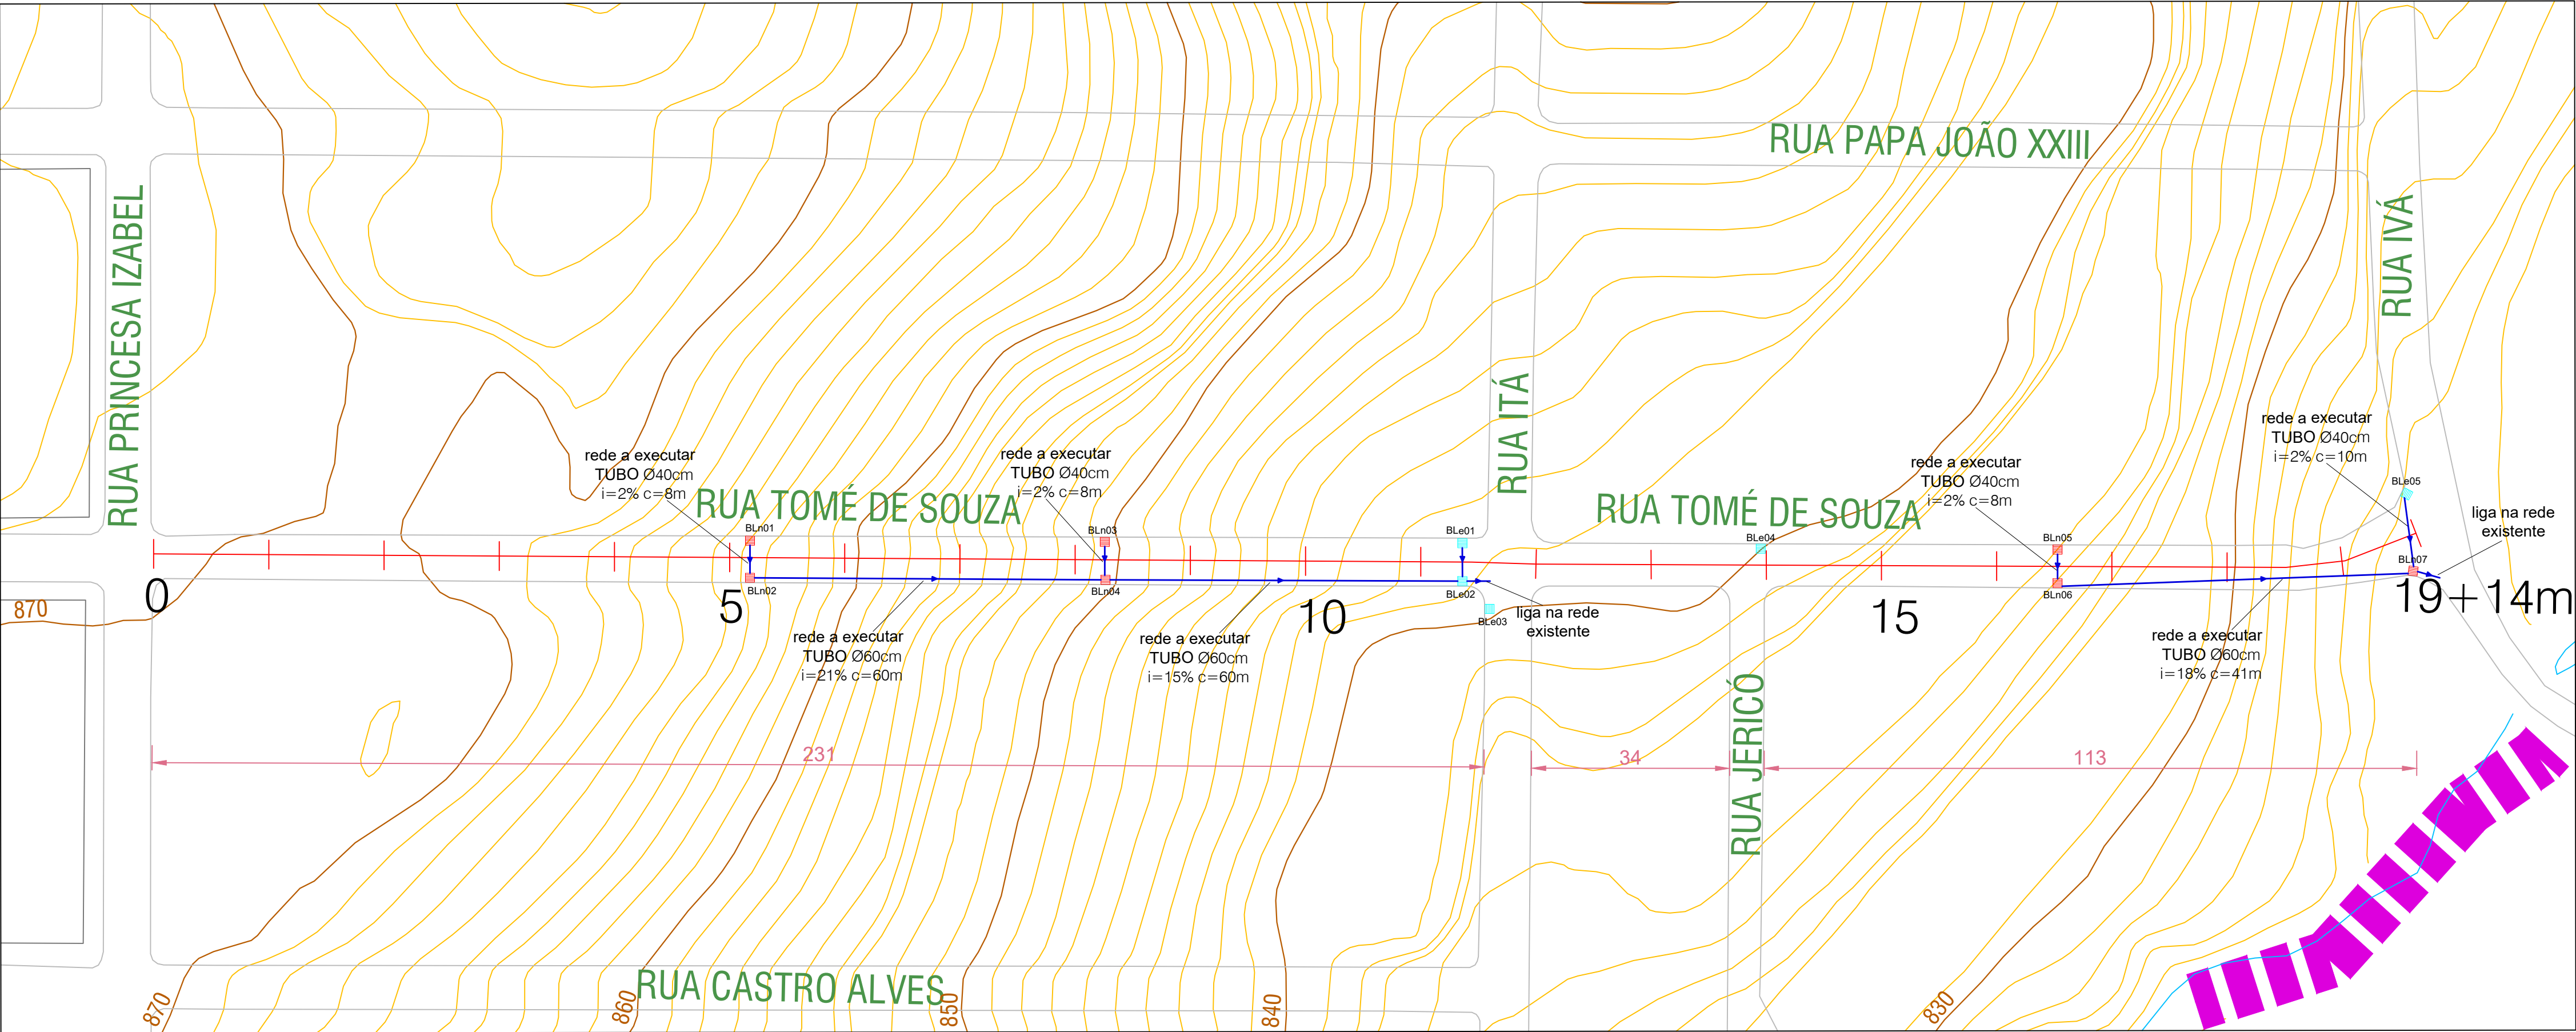 RUA PAPA JOÃO XXIII
RUA PRINCESA IZABEL
RUA IVÁ
RUA ITÁ
rede a executar
TUBO Ø40cm
i=2% c=8m
RUA TOMÉ DE SOUZA
rede a executar
TUBO Ø40cm
i=2% c=8m
RUA TOMÉ DE SOUZA
rede a executar
TUBO Ø40cm
i=2% c=8m
rede a executar
TUBO Ø40cm
i=2% c=10m
BLe05
liga na rede
existente
BLn01
BLn03
BLe01
BLe04
BLn05
BLn07
BLn02
BLn04
BLe02
BLn06
870
0
5
10
15
19+14m
BLe03
liga na rede
existente
rede a executar
TUBO Ø60cm
i=21% c=60m
rede a executar
TUBO Ø60cm
i=15% c=60m
rede a executar
TUBO Ø60cm
i=18% c=41m
RUA JERICÓ
231
34
113
RUA CASTRO ALVES
870
860
850
840
830